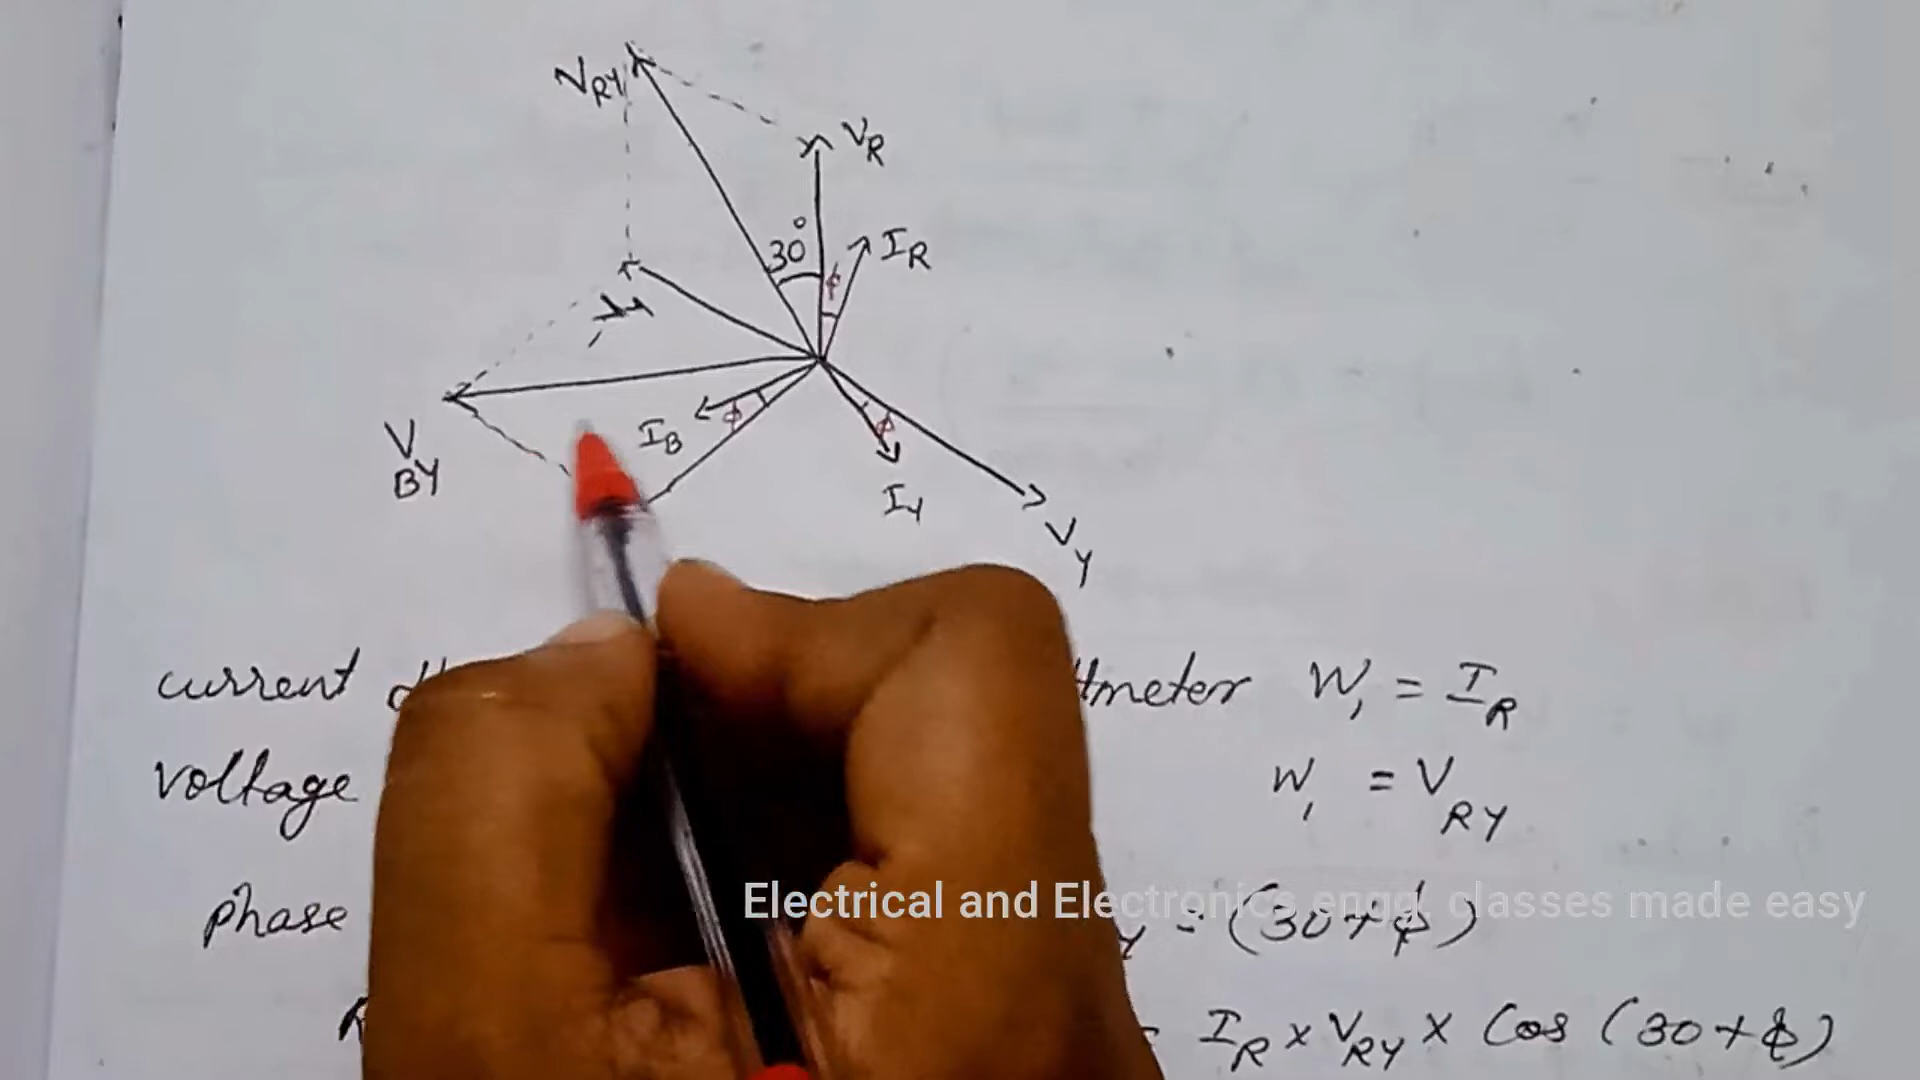 V_RY
V_R
30°
ϕ
I_R
V_BY
I_B
ϕ
ϕ
I_Y
V_Y
current wattmeter W₁ = I_R
voltage W₁ = V_RY
phase = (30+ϕ)
Electrical and Electronics engg. classes made easy
= I_R × V_RY × Cos (30+ϕ)